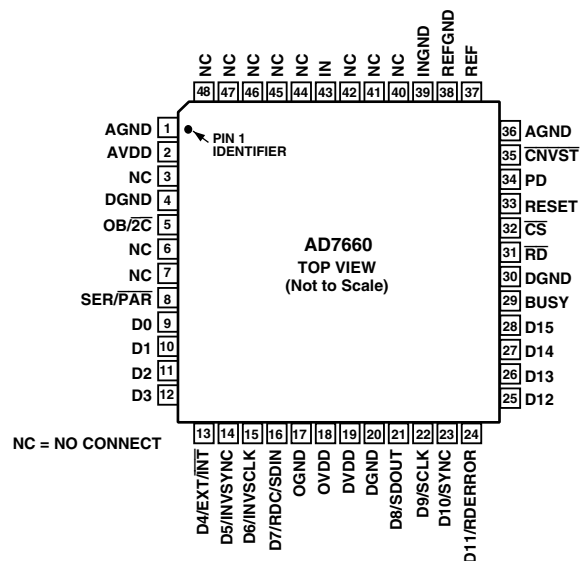 NC
NC
NC
NC
NC
IN
NC
NC
NC
INGND
REFGND
REF
48 47 46 45 44 43 42 41 40 39 38 37
AGND 1
AVDD 2
NC 3
DGND 4
OB/2C 5
NC 6
NC 7
SER/PAR 8
D0 9
D1 10
D2 11
D3 12
PIN 1
IDENTIFIER
AD7660
TOP VIEW
(Not to Scale)
36 AGND
35 CNVST
34 PD
33 RESET
32 CS
31 RD
30 DGND
29 BUSY
28 D15
27 D14
26 D13
25 D12
NC = NO CONNECT
13 14 15 16 17 18 19 20 21 22 23 24
D4/EXT/INT
D5/INVSYNC
D6/INVSCLK
D7/RDC/SDIN
OGND
OVDD
DVDD
DGND
D8/SDOUT
D9/SCLK
D10/SYNC
D11/RDERROR